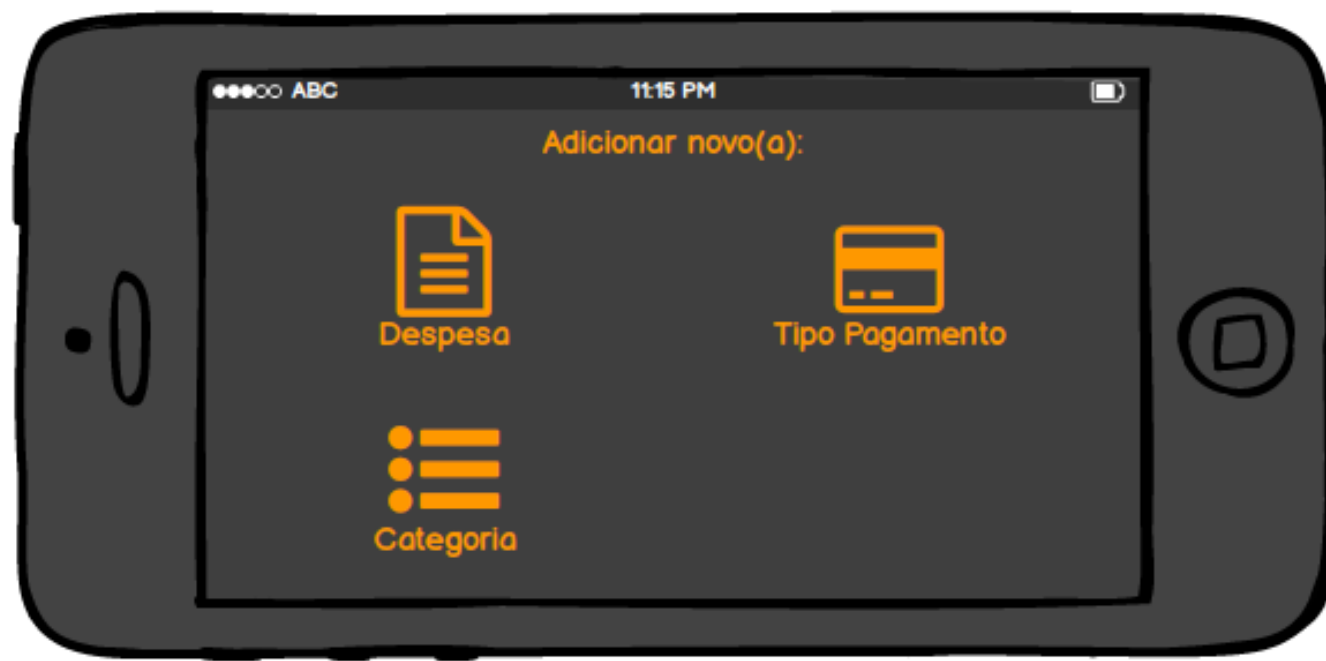 ABC 11:15 PM
Adicionar novo(a):
Despesa
Tipo Pagamento
Categoria